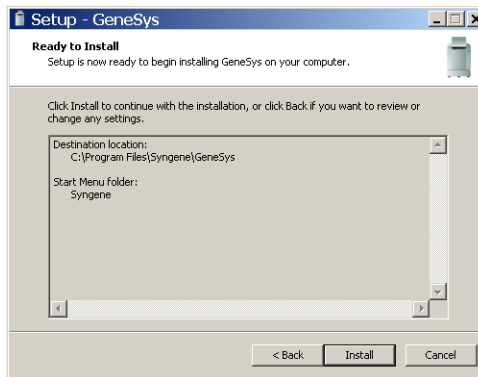 Setup - GeneSys
Ready to Install
Setup is now ready to begin installing GeneSys on your computer.
Click Install to continue with the installation, or click Back if you want to review or
change any settings.
Destination location:
C:\Program Files\Syngene\GeneSys
Start Menu folder:
Syngene
< Back
Install
Cancel